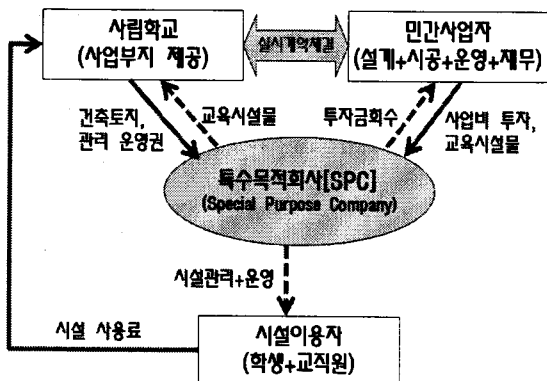 사립학교
(사업부지 제공)
실시계약체결
민간사업자
(설계+시공+운영+재무)
건축토지,
관리 운영권
교육시설물
투자금회수
사업비 투자,
교육시설물
특수목적회사[SPC]
(Special Purpose Company)
시설관리+운영
시설 사용료
시설이용자
(학생+교직원)